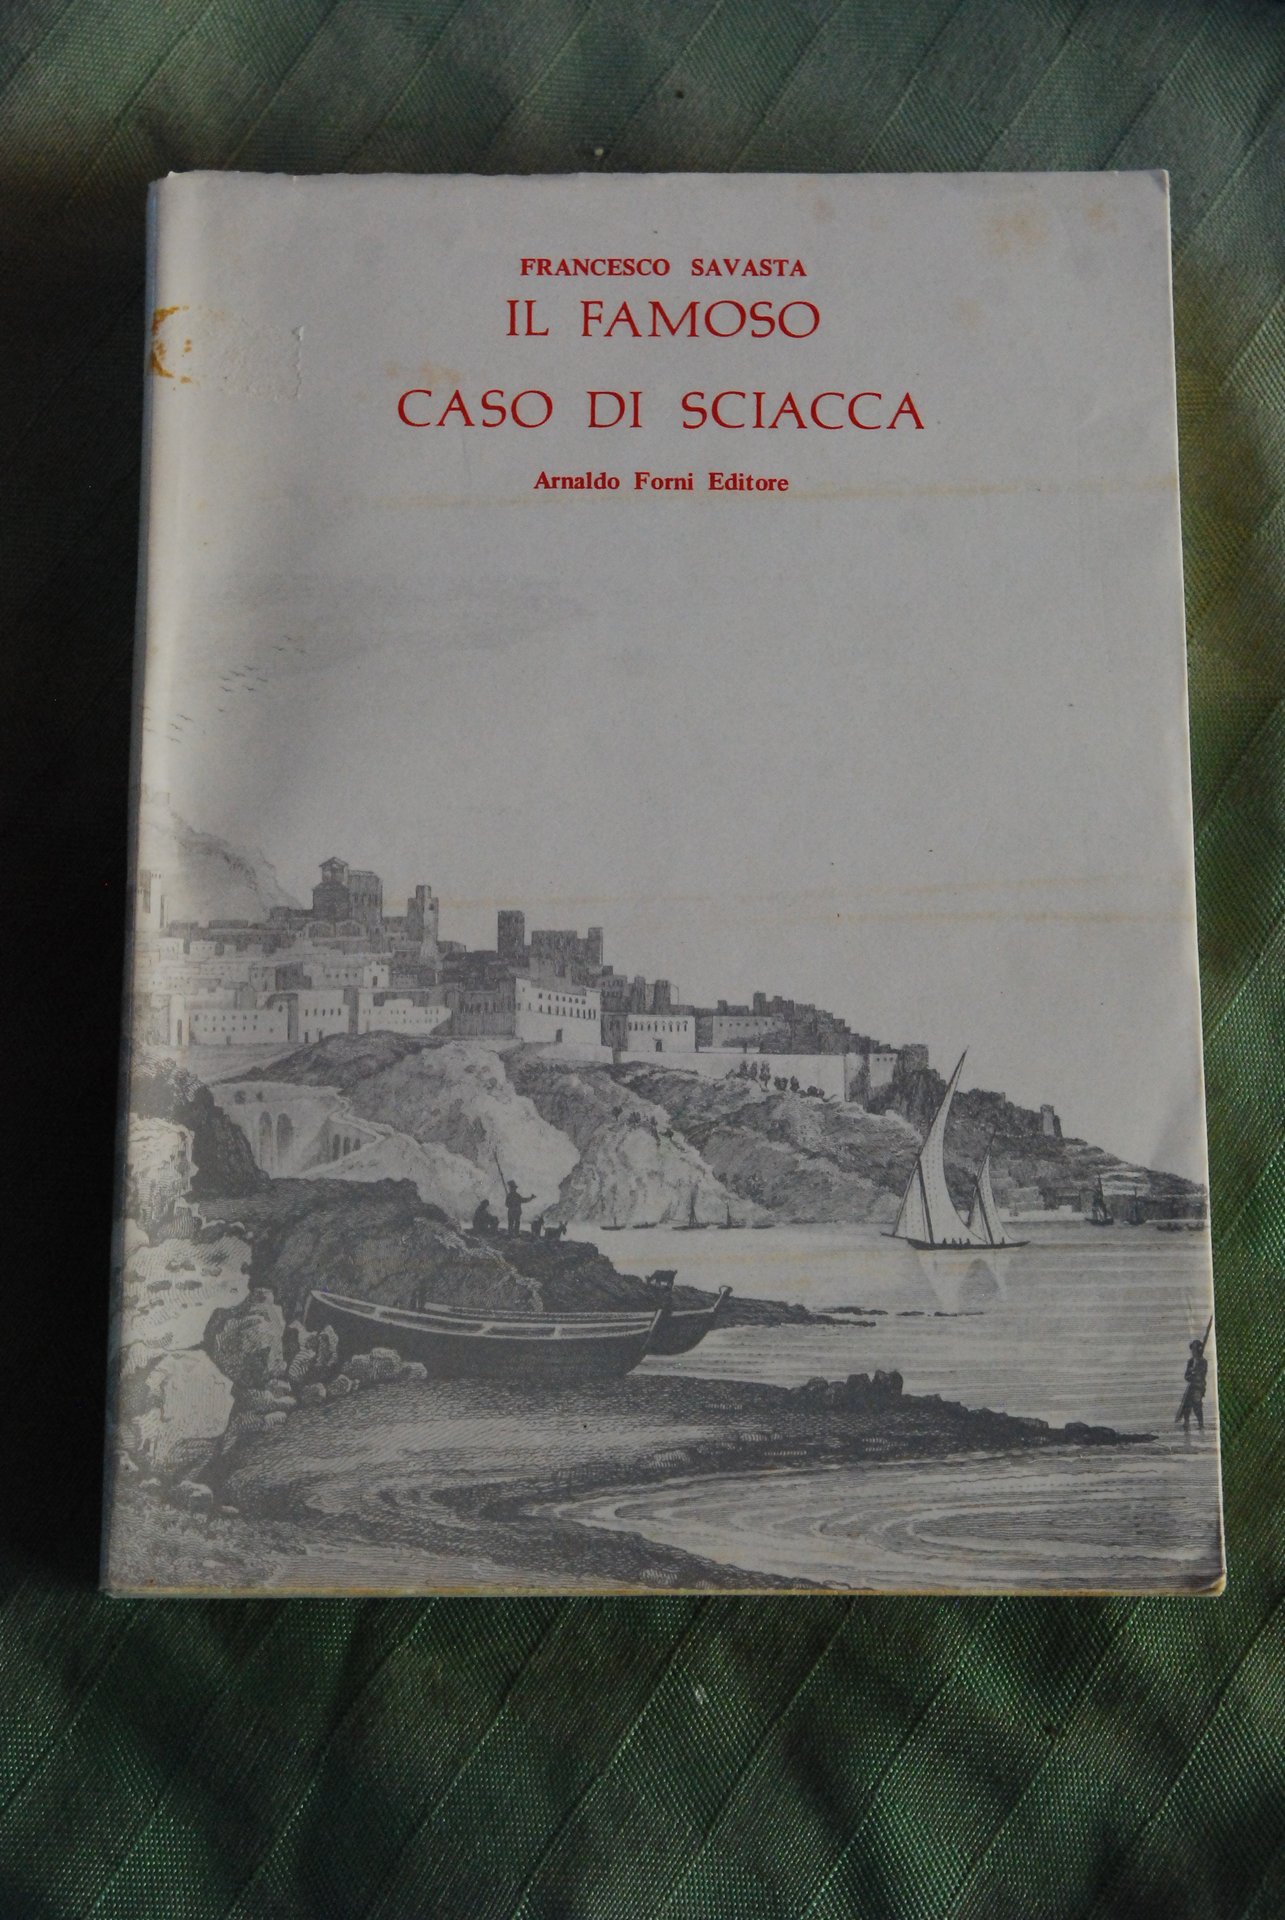 FRANCESCO SAVASTA
IL FAMOSO
CASO DI SCIACCA
Arnaldo Forni Editore